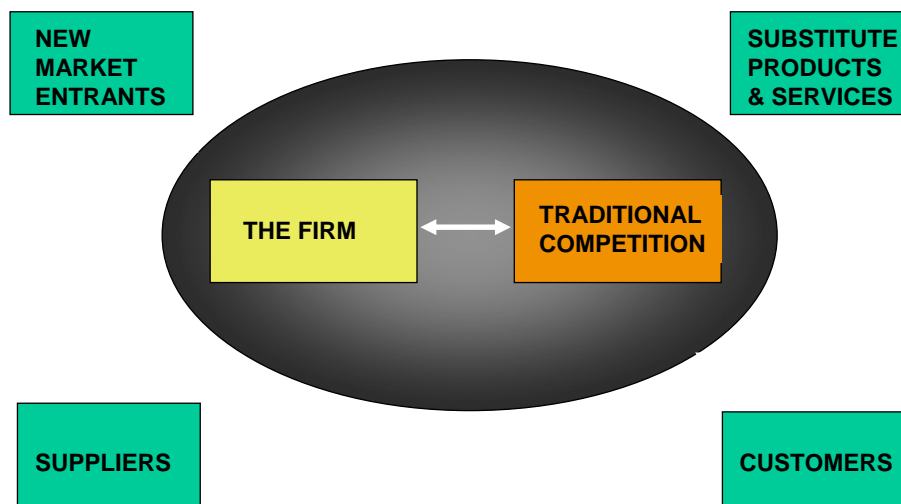 NEW
MARKET
ENTRANTS
SUBSTITUTE
PRODUCTS
& SERVICES
THE FIRM
TRADITIONAL
COMPETITION
SUPPLIERS
CUSTOMERS